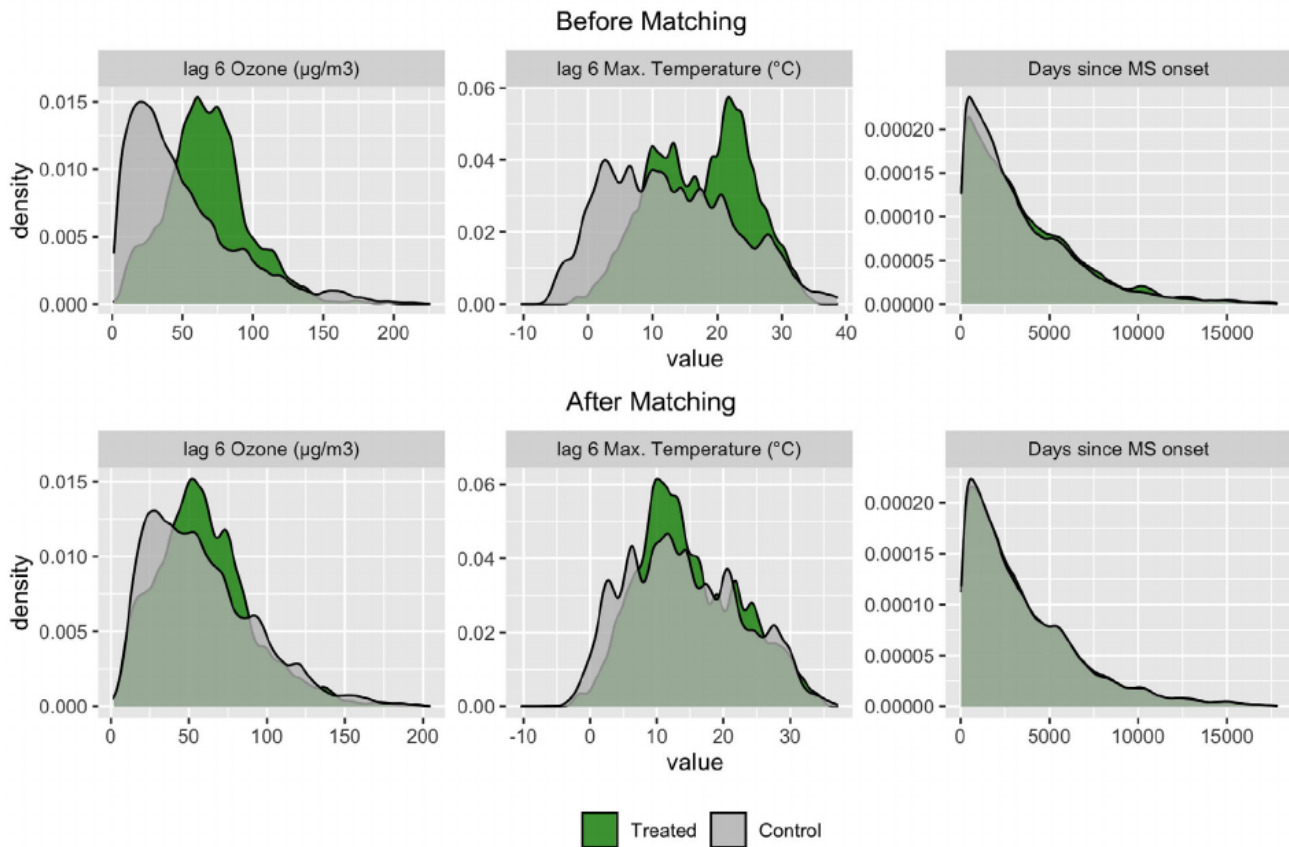 Before Matching
lag 6 Ozone (µg/m3) lag 6 Max. Temperature (°C) Days since MS onset
density
0.015
0.010
0.005
0.000
0 50 100 150 200
0.06
0.04
0.02
0.00
-10 0 10 20 30 40
0.00020
0.00015
0.00010
0.00005
0.00000
0 5000 10000 15000
value
After Matching
lag 6 Ozone (µg/m3) lag 6 Max. Temperature (°C) Days since MS onset
density
0.015
0.010
0.005
0.000
0 50 100 150 200
0.06
0.04
0.02
0.00
-10 0 10 20 30
0.00020
0.00015
0.00010
0.00005
0.00000
0 5000 10000 15000
value
Treated Control